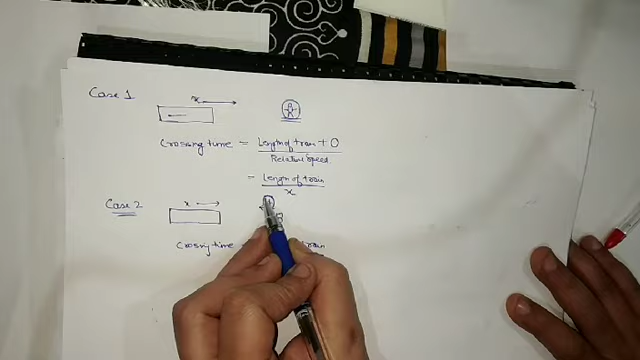 Case 1
x
Crossing time = Length of train + 0
Relative Speed
= Length of train
x
Case 2
x
Crossing time